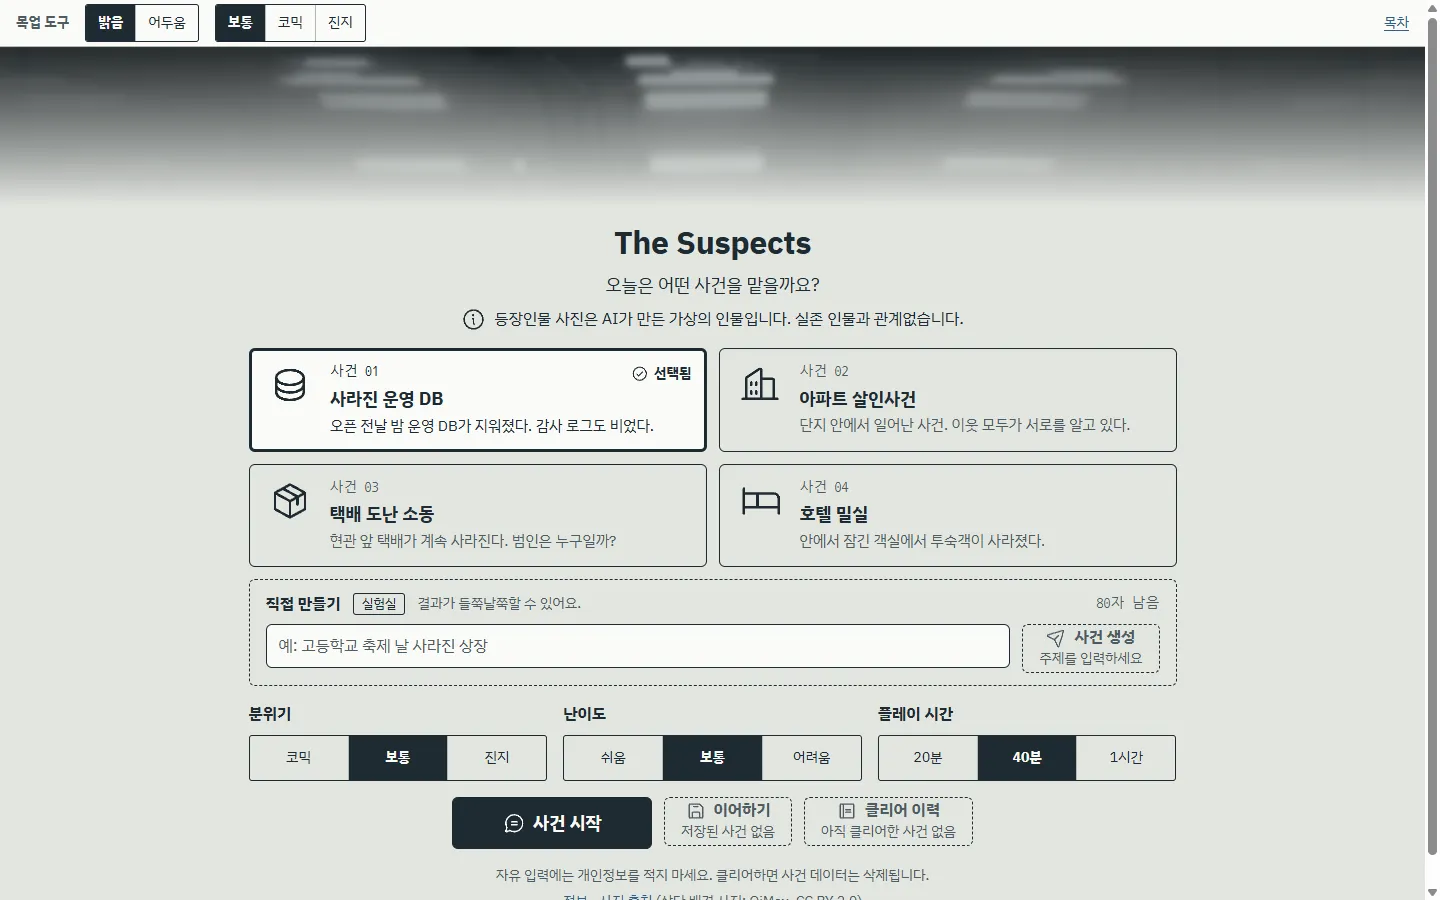 목업 도구 밝음 어두움 보통 코믹 진지 목차
The Suspects
오늘은 어떤 사건을 맡을까요?
등장인물 사진은 AI가 만든 가상의 인물입니다. 실존 인물과 관계없습니다.
사건 01 선택됨
사라진 운영 DB
오픈 전날 밤 운영 DB가 지워졌다. 감사 로그도 비었다.
사건 02
아파트 살인사건
단지 안에서 일어난 사건. 이웃 모두가 서로를 알고 있다.
사건 03
택배 도난 소동
현관 앞 택배가 계속 사라진다. 범인은 누구일까?
사건 04
호텔 밀실
안에서 잠긴 객실에서 투숙객이 사라졌다.
직접 만들기 실험실 결과가 들쭉날쭉할 수 있어요. 80자 남음
예: 고등학교 축제 날 사라진 상장
사건 생성
주제를 입력하세요
분위기
코믹 보통 진지
난이도
쉬움 보통 어려움
플레이 시간
20분 40분 1시간
사건 시작
이어하기
저장된 사건 없음
클리어 이력
아직 클리어한 사건 없음
자유 입력에는 개인정보를 적지 마세요. 클리어하면 사건 데이터는 삭제됩니다.